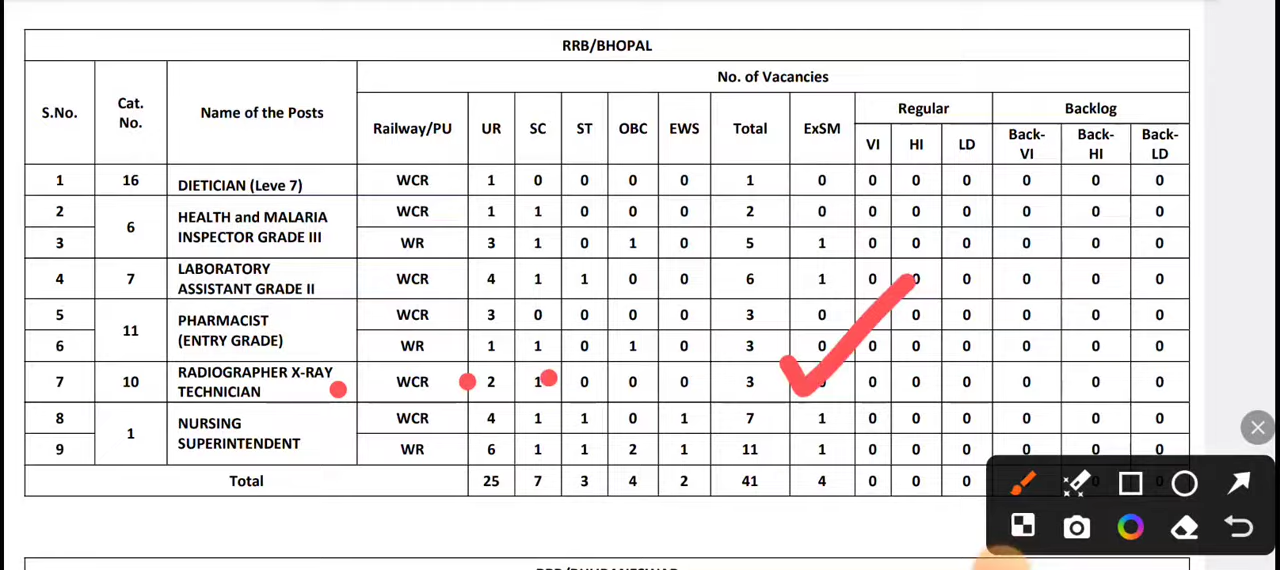 RRB/BHOPAL
S.No. Cat. No. Name of the Posts No. of Vacancies
Railway/PU UR SC ST OBC EWS Total ExSM Regular Backlog
VI HI LD Back-VI Back-HI Back-LD
1 16 DIETICIAN (Leve 7) WCR 1 0 0 0 0 1 0 0 0 0 0 0 0
2 6 HEALTH and MALARIA INSPECTOR GRADE III WCR 1 1 0 0 0 2 0 0 0 0 0 0 0
3 WR 3 1 0 1 0 5 1 0 0 0 0 0 0
4 7 LABORATORY ASSISTANT GRADE II WCR 4 1 1 0 0 6 1 0 0 0 0 0 0
5 11 PHARMACIST (ENTRY GRADE) WCR 3 0 0 0 0 3 0 0 0 0 0 0 0
6 WR 1 1 0 1 0 3 0 0 0 0 0 0 0
7 10 RADIOGRAPHER X-RAY TECHNICIAN WCR 2 1 0 0 0 3 0 0 0 0 0 0
8 1 NURSING SUPERINTENDENT WCR 4 1 1 0 1 7 1 0 0 0 0 0 0
9 WR 6 1 1 2 1 11 1 0 0 0 0 0 0
Total 25 7 3 4 2 41 4 0 0 0